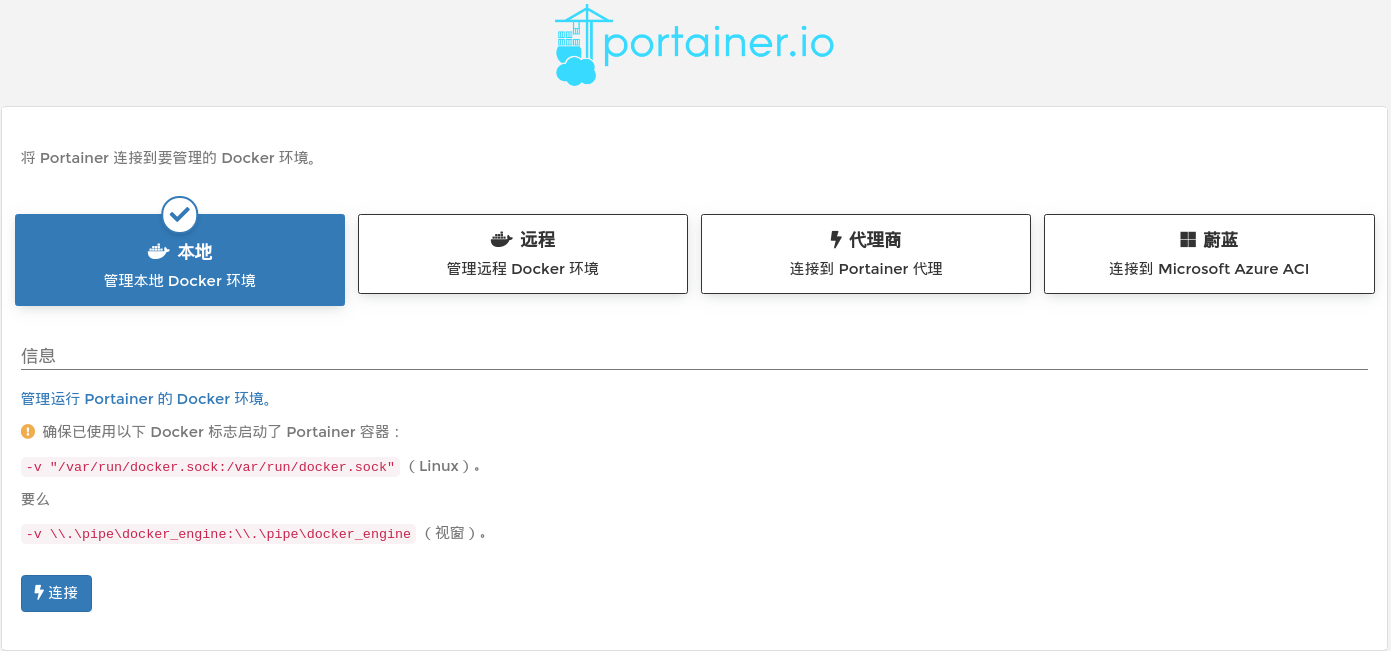 portainer.io
将 Portainer 连接到要管理的 Docker 环境。
本地
管理本地 Docker 环境
远程
管理远程 Docker 环境
代理商
连接到 Portainer 代理
蔚蓝
连接到 Microsoft Azure ACI
信息
管理运行 Portainer 的 Docker 环境。
确保已使用以下 Docker 标志启动了 Portainer 容器：
-v "/var/run/docker.sock:/var/run/docker.sock" （Linux）。
要么
-v \\.\pipe\docker_engine:\\.\pipe\docker_engine （视窗）。
连接